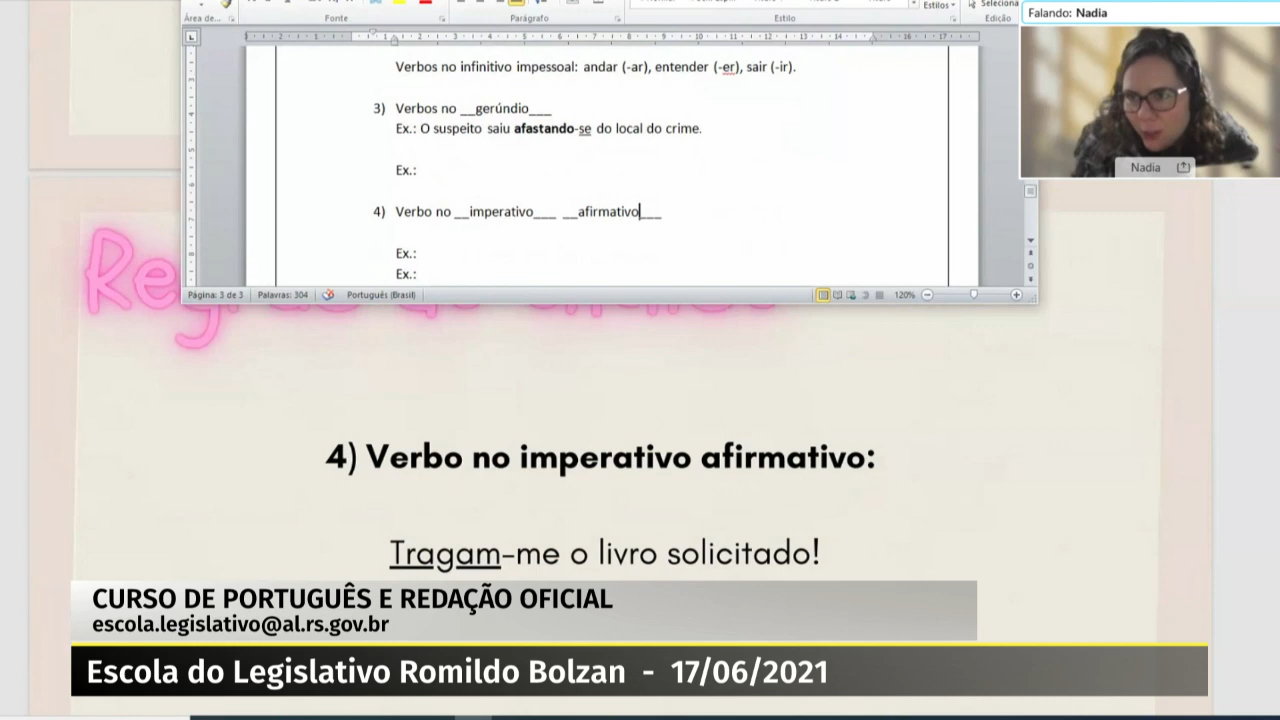 Área de...
Fonte
Parágrafo
Estilo
Estilos
Seleciona
Edição
Falando: Nadia
Verbos no infinitivo impessoal: andar (-ar), entender (-er), sair (-ir).
3) Verbos no __gerúndio___
Ex.: O suspeito saiu afastando-se do local do crime.
Ex.:
4) Verbo no __imperativo___ __afirmativo___
Ex.:
Ex.:
Nadia
Página: 3 de 3 Palavras: 304 Português (Brasil) 120%
4) Verbo no imperativo afirmativo:
Tragam-me o livro solicitado!
CURSO DE PORTUGUÊS E REDAÇÃO OFICIAL
escola.legislativo@al.rs.gov.br
Escola do Legislativo Romildo Bolzan - 17/06/2021